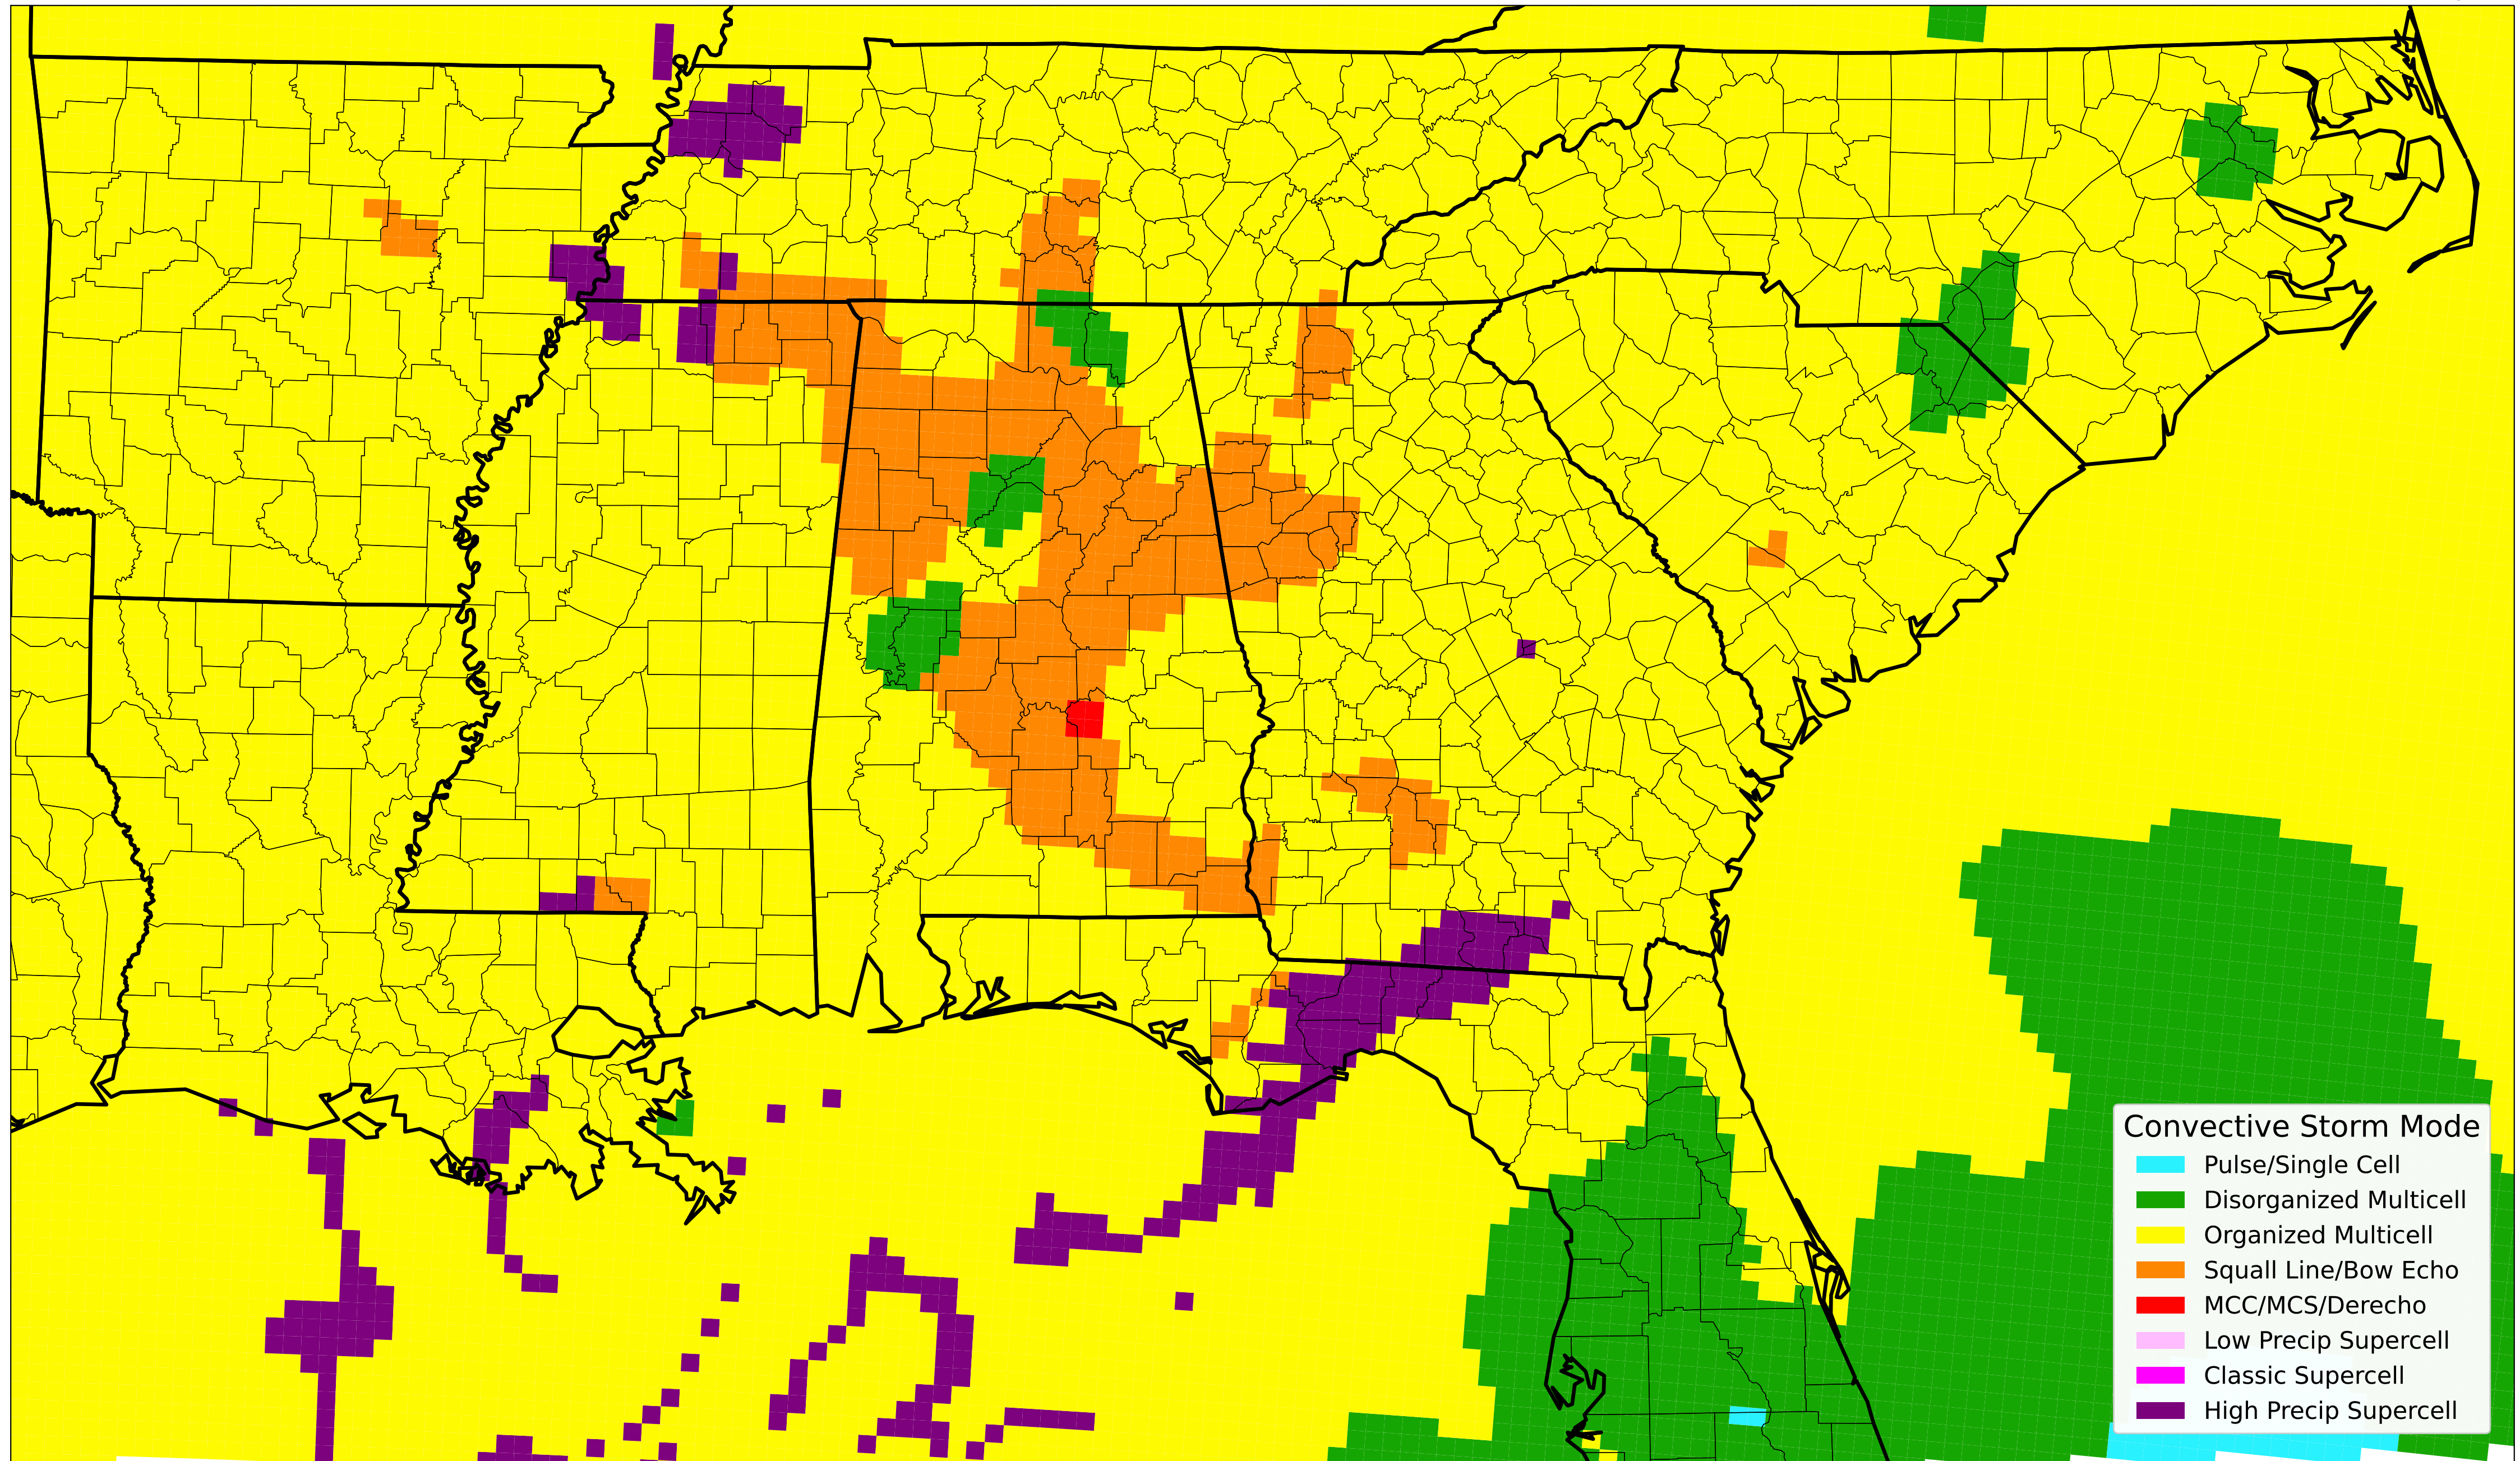 Convective Storm Mode
Pulse/Single Cell
Disorganized Multicell
Organized Multicell
Squall Line/Bow Echo
MCC/MCS/Derecho
Low Precip Supercell
Classic Supercell
High Precip Supercell